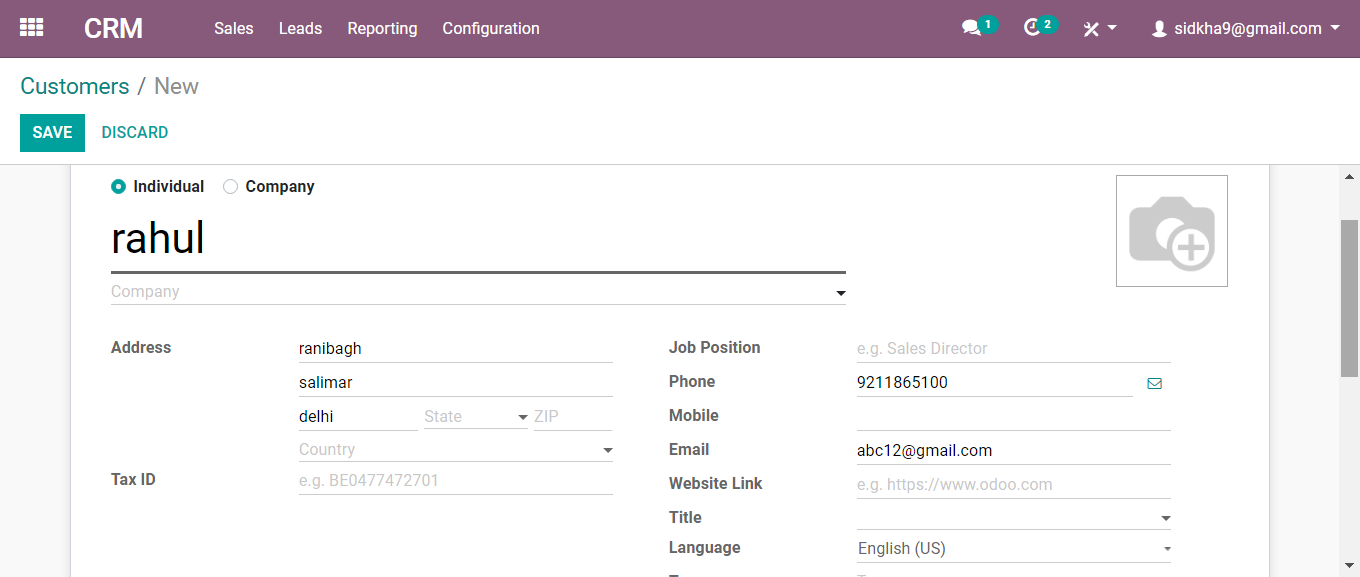 CRM Sales Leads Reporting Configuration 1 2 sidkha9@gmail.com
Customers / New
SAVE DISCARD
Individual Company
rahul
Company
Address ranibagh Job Position e.g. Sales Director
salimar Phone 9211865100
delhi State ZIP Mobile
Country Email abc12@gmail.com
Tax ID e.g. BE0477472701 Website Link e.g. https://www.odoo.com
Title
Language English (US)